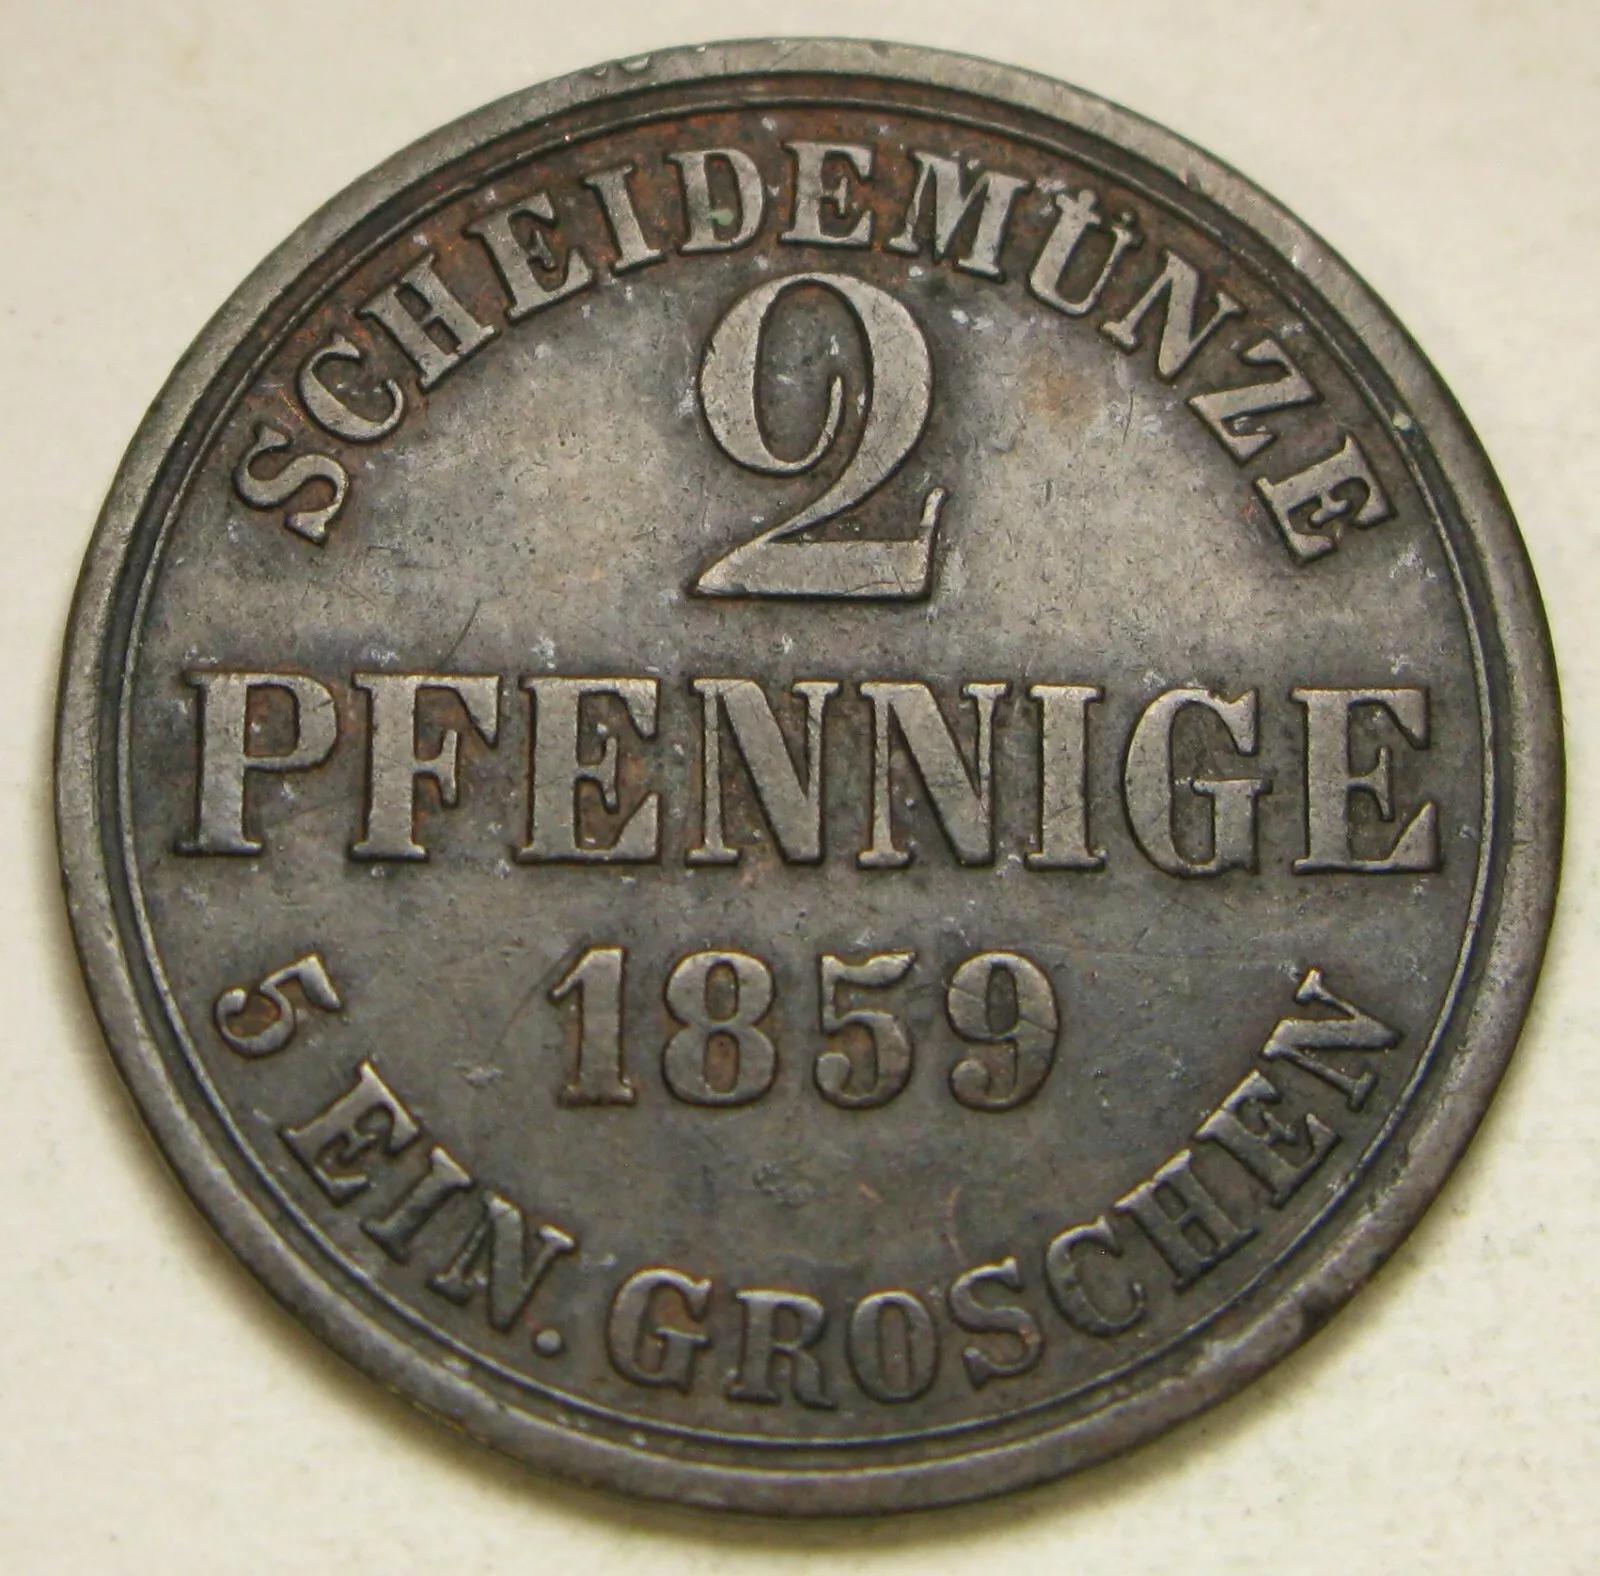 SCHEIDEMÜNZE
2
PFENNIGE
1859
5 EIN. GROSCHEN